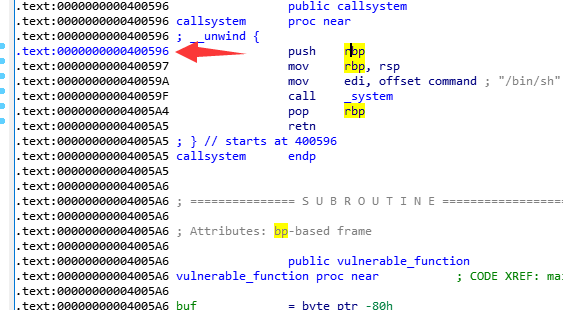 .text:0000000000400596 public callsystem
.text:0000000000400596 callsystem proc near
.text:0000000000400596 ; __unwind {
.text:0000000000400596 push rbp
.text:0000000000400597 mov rbp, rsp
.text:000000000040059A mov edi, offset command ; "/bin/sh"
.text:000000000040059F call _system
.text:00000000004005A4 pop rbp
.text:00000000004005A5 retn
.text:00000000004005A5 ; } // starts at 400596
.text:00000000004005A5 callsystem endp
.text:00000000004005A5
.text:00000000004005A6
.text:00000000004005A6 ; =============== S U B R O U T I N E ===================
.text:00000000004005A6
.text:00000000004005A6 ; Attributes: bp-based frame
.text:00000000004005A6
.text:00000000004005A6 public vulnerable_function
.text:00000000004005A6 vulnerable_function proc near ; CODE XREF: mai
.text:00000000004005A6
.text:00000000004005A6 buf = byte ptr -80h